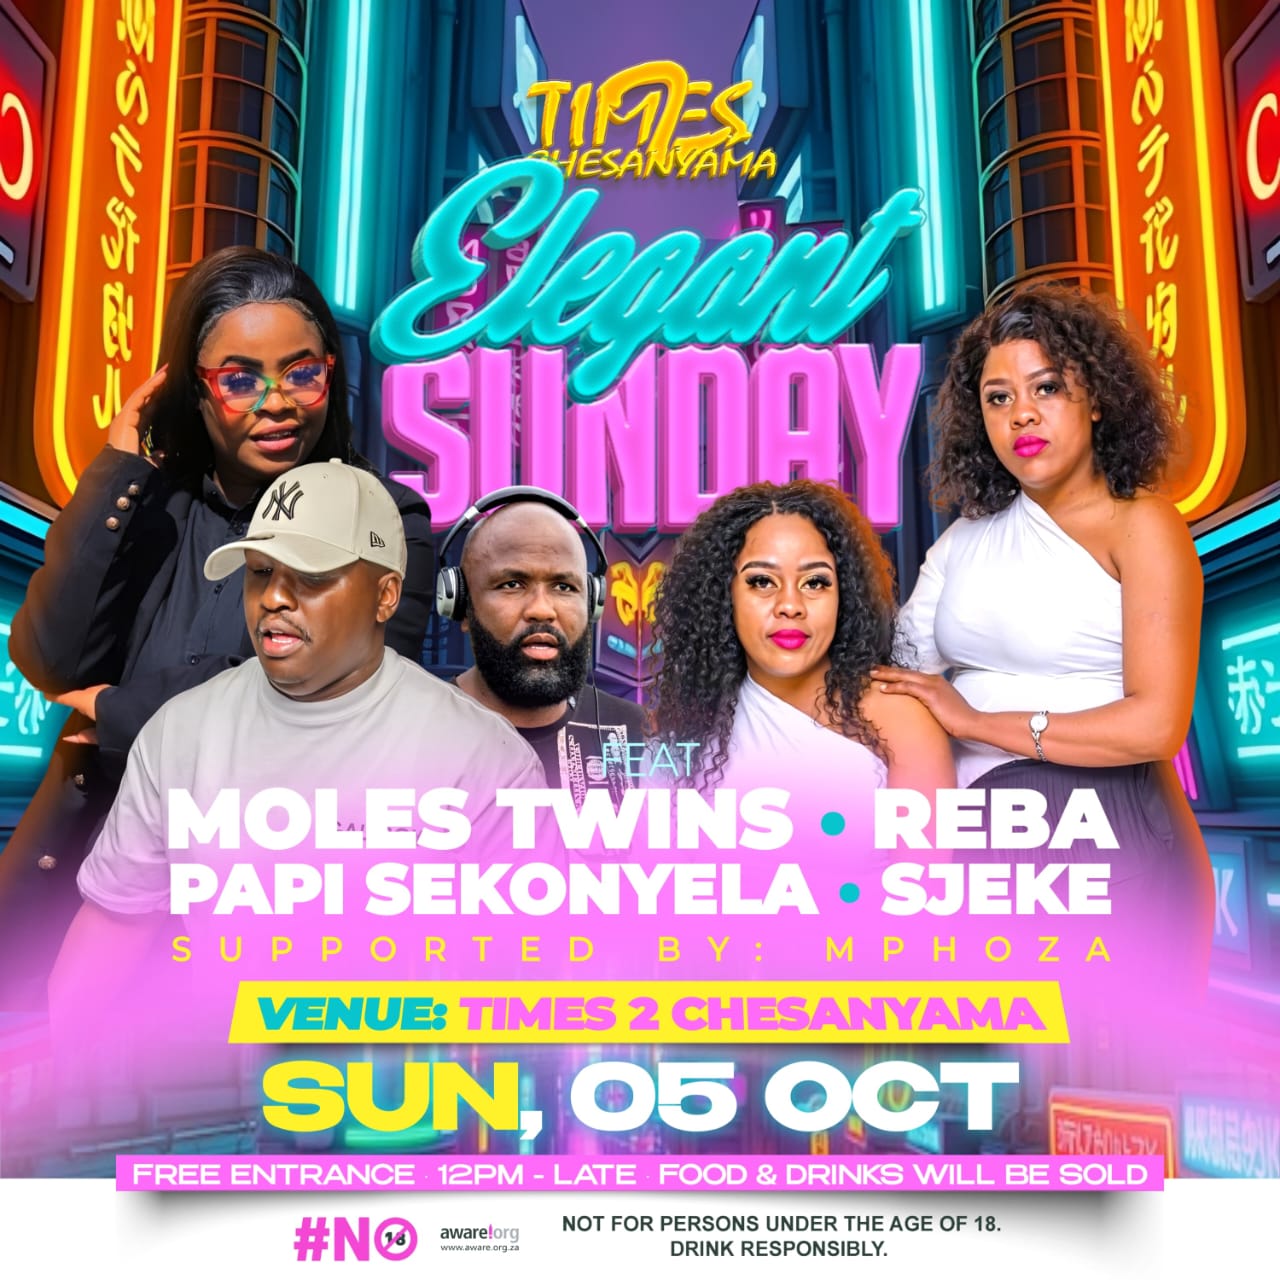 TIMES
CHESANYAMA
Elegant
SUNDAY
NY
FEAT
MOLES TWINS • REBA
PAPI SEKONYELA • SJEKE
SUPPORTED BY: MPHOZA
VENUE: TIMES 2 CHESANYAMA
SUN, 05 OCT
FREE ENTRANCE · 12PM - LATE · FOOD & DRINKS WILL BE SOLD
#NO 18
aware!org
www.aware.org.za
NOT FOR PERSONS UNDER THE AGE OF 18.
DRINK RESPONSIBLY.